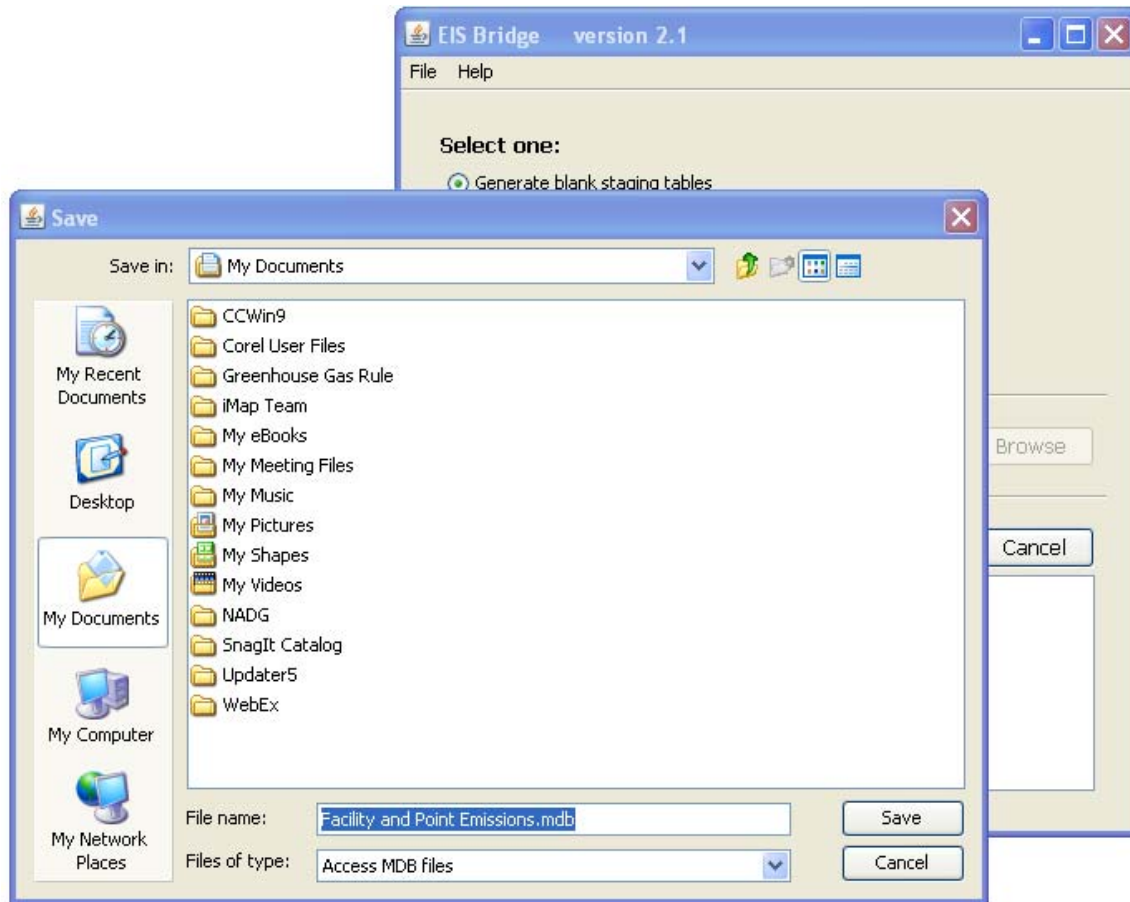 EIS Bridge version 2.1
File Help
Select one:
Generate blank staging tables
Browse
Cancel
Save
Save in:
My Documents
My Recent
Documents
Desktop
My Documents
My Computer
My Network
Places
CCWin9
Corel User Files
Greenhouse Gas Rule
iMap Team
My eBooks
My Meeting Files
My Music
My Pictures
My Shapes
My Videos
NADG
SnagIt Catalog
Updater5
WebEx
File name:
Facility and Point Emissions.mdb
Save
Files of type:
Access MDB files
Cancel